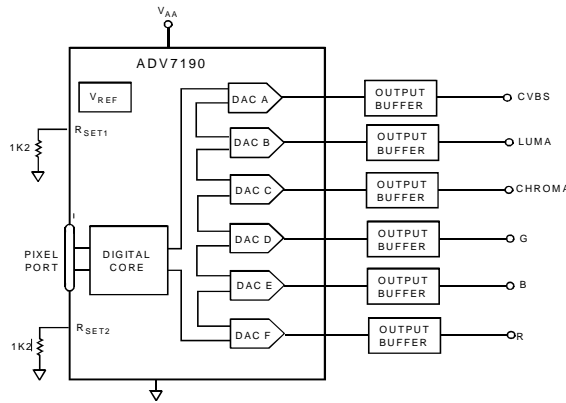 VAA
ADV7190
VREF
RSET1
1K2
PIXEL
PORT
DIGITAL
CORE
RSET2
1K2
DAC A
OUTPUT
BUFFER
CVBS
DAC B
OUTPUT
BUFFER
LUMA
DAC C
OUTPUT
BUFFER
CHROMA
DAC D
OUTPUT
BUFFER
G
DAC E
OUTPUT
BUFFER
B
DAC F
OUTPUT
BUFFER
R